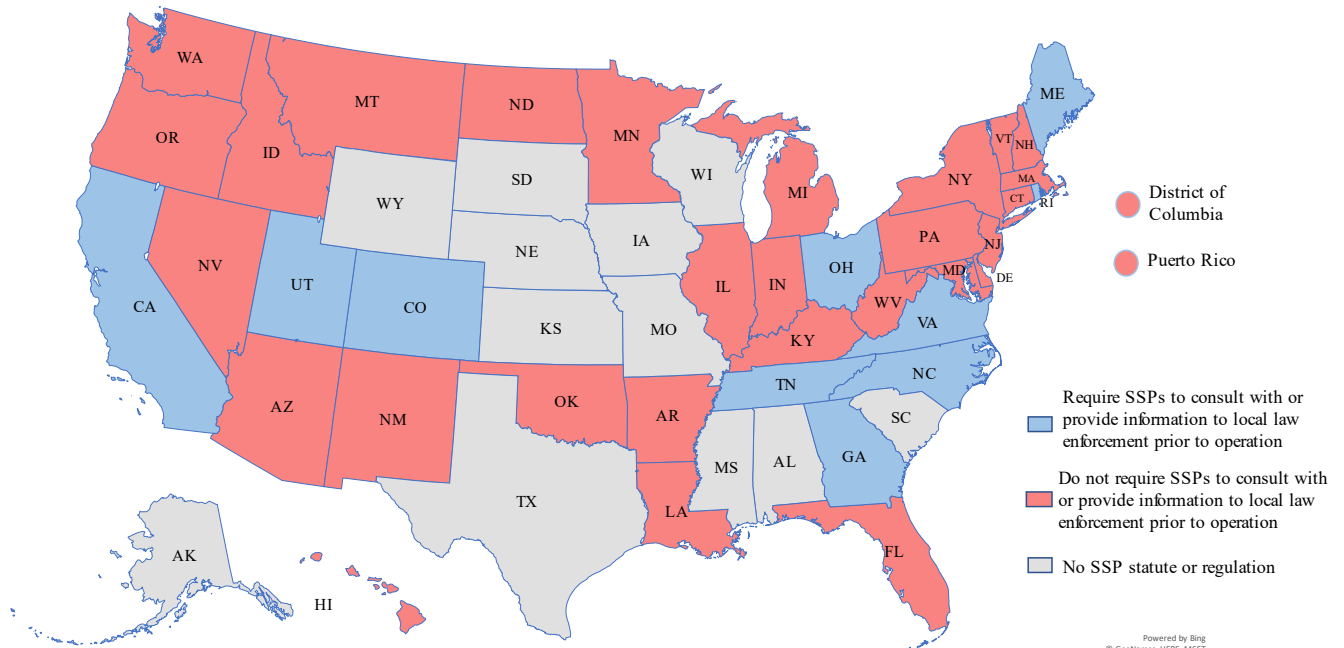 WA
MT
ND
MN
ME
OR
ID
WY
SD
WI
MI
VT
NH
NY
MA
CT
RI
NV
UT
CO
NE
IA
IL
IN
OH
PA
NJ
MD
DE
WV
VA
CA
KS
MO
KY
AZ
NM
OK
AR
TN
NC
SC
TX
LA
MS
AL
GA
FL
AK
HI
District of
Columbia
Puerto Rico
Require SSPs to consult with or
provide information to local law
enforcement prior to operation
Do not require SSPs to consult with
or provide information to local law
enforcement prior to operation
No SSP statute or regulation
Powered by Bing
© GeoNames, HERE, MSFT